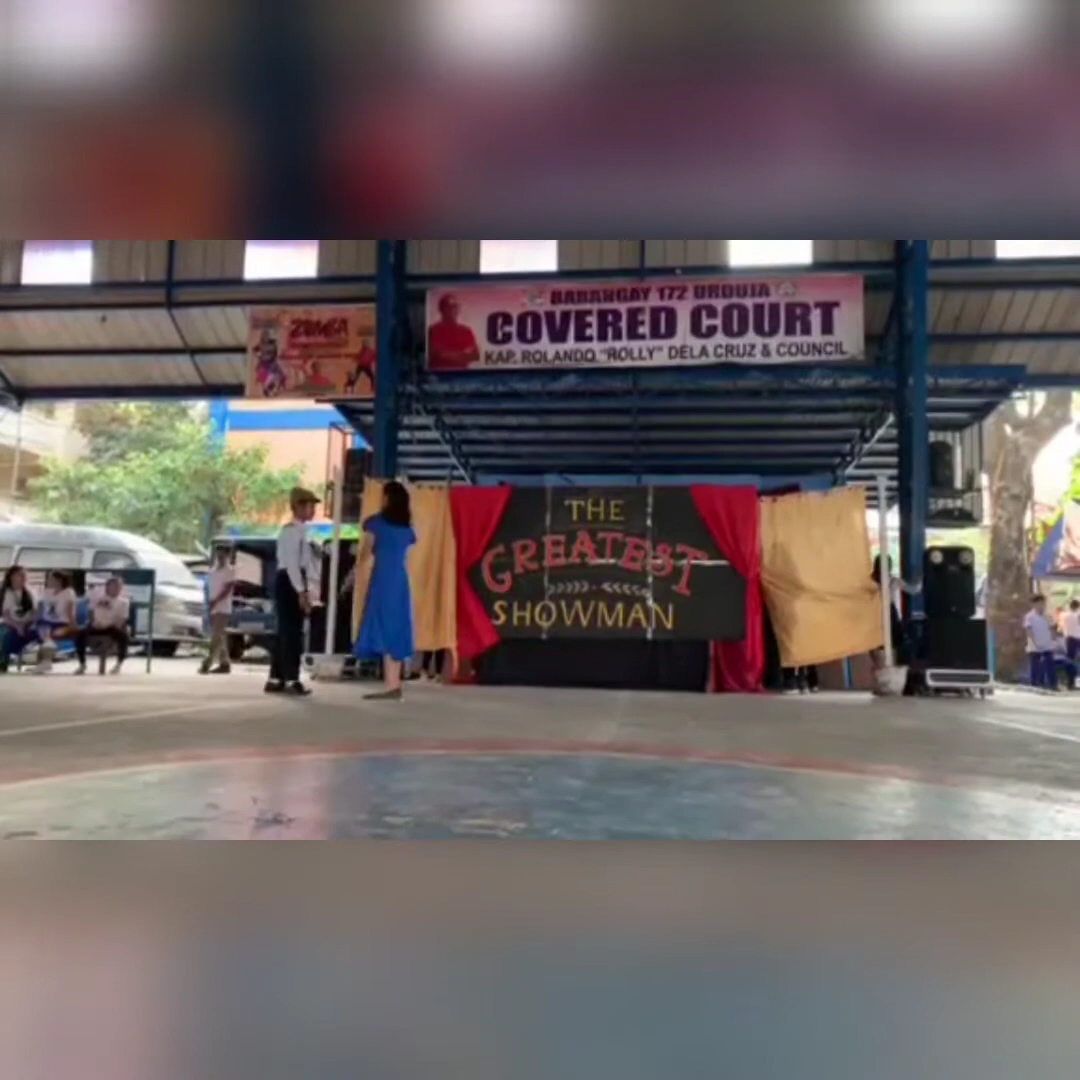 BARANGAY 172 URDUJA
COVERED COURT
KAP. ROLANDO "ROLLY" DELA CRUZ & COUNCIL
ZUMBA
THE
GREATEST
SHOWMAN